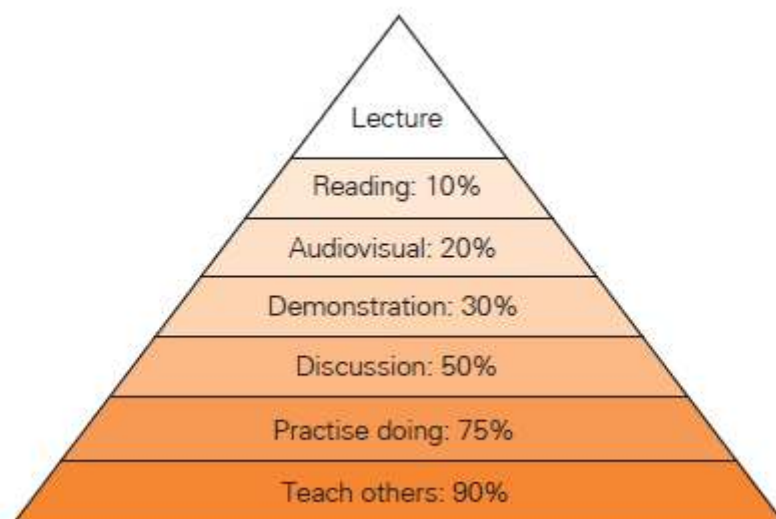 Lecture
Reading: 10%
Audiovisual: 20%
Demonstration: 30%
Discussion: 50%
Practise doing: 75%
Teach others: 90%